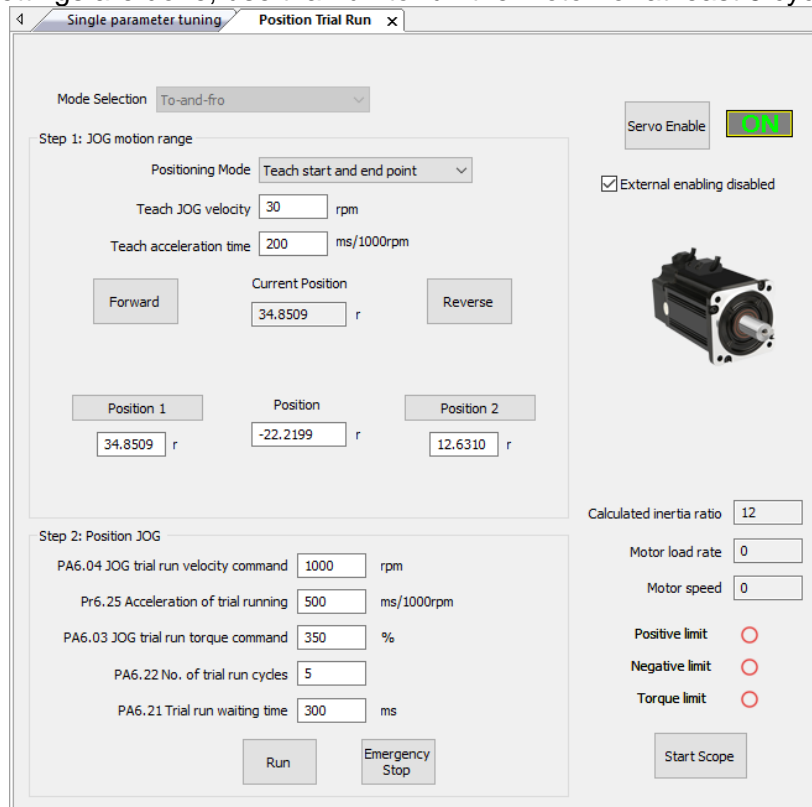 Single parameter tuning Position Trial Run x
Mode Selection To-and-fro
Servo Enable ON
Step 1: JOG motion range
Positioning Mode Teach start and end point
External enabling disabled
Teach JOG velocity 30 rpm
Teach acceleration time 200 ms/1000rpm
Forward Current Position Reverse
34.8509 r
Position 1 Position Position 2
34.8509 r -22.2199 r 12.6310 r
Calculated inertia ratio 12
Step 2: Position JOG
Motor load rate 0
PA6.04 JOG trial run velocity command 1000 rpm
Motor speed 0
Pr6.25 Acceleration of trial running 500 ms/1000rpm
PA6.03 JOG trial run torque command 350 %
Positive limit
PA6.22 No. of trial run cycles 5
Negative limit
PA6.21 Trial run waiting time 300 ms
Torque limit
Run Emergency Stop
Start Scope